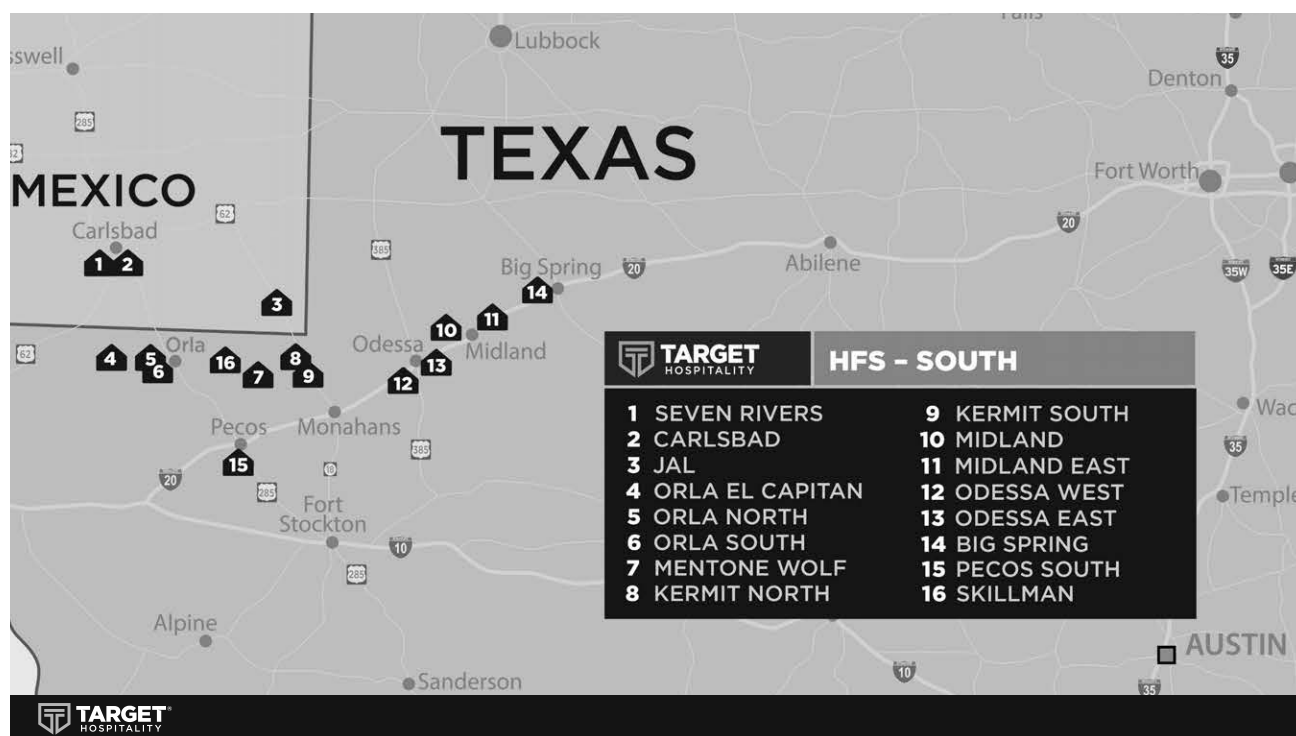 Lubbock
swell
35
Denton
285
TEXAS
Fort Worth
MEXICO
62
20
Carlsbad
385
1
2
Big Spring
20
Abilene
35W
35E
14
3
11
10
62
4
5
6
Orla
16
7
8
9
Odessa
Midland
13
12
TARGET
HOSPITALITY
HFS – SOUTH
1 SEVEN RIVERS
2 CARLSBAD
3 JAL
4 ORLA EL CAPITAN
5 ORLA NORTH
6 ORLA SOUTH
7 MENTONE WOLF
8 KERMIT NORTH
9 KERMIT SOUTH
10 MIDLAND
11 MIDLAND EAST
12 ODESSA WEST
13 ODESSA EAST
14 BIG SPRING
15 PECOS SOUTH
16 SKILLMAN
Wac
Pecos
Monahans
385
35
15
20
18
285
Fort
Stockton
Temple
10
285
Alpine
AUSTIN
10
Sanderson
35
TARGET®
HOSPITALITY